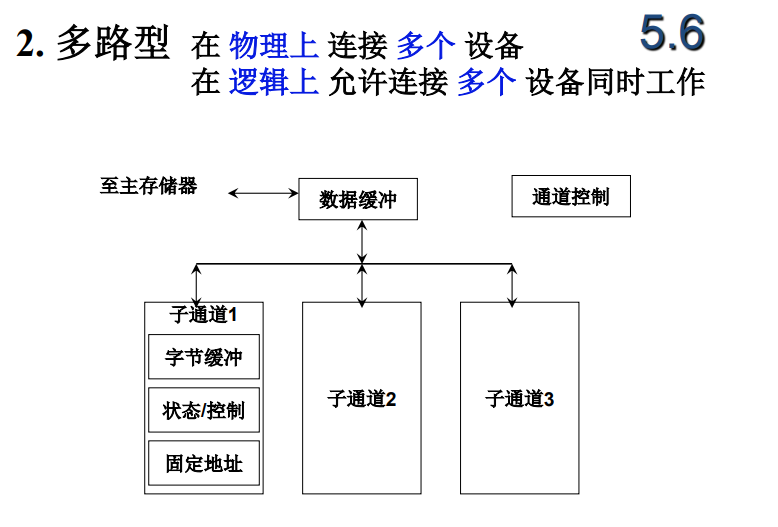 2. 多路型 在 物理上 连接 多个 设备
5.6
在 逻辑上 允许连接 多个 设备同时工作
至主存储器
数据缓冲
通道控制
子通道1
字节缓冲
状态/控制
固定地址
子通道2
子通道3